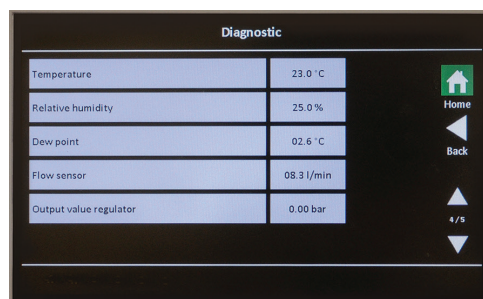 Diagnostic
Temperature 23.0 °C
Relative humidity 25.0 %
Home
Dew point 02.6 °C
Back
Flow sensor 08.3 l/min
Output value regulator 0.00 bar
4/5